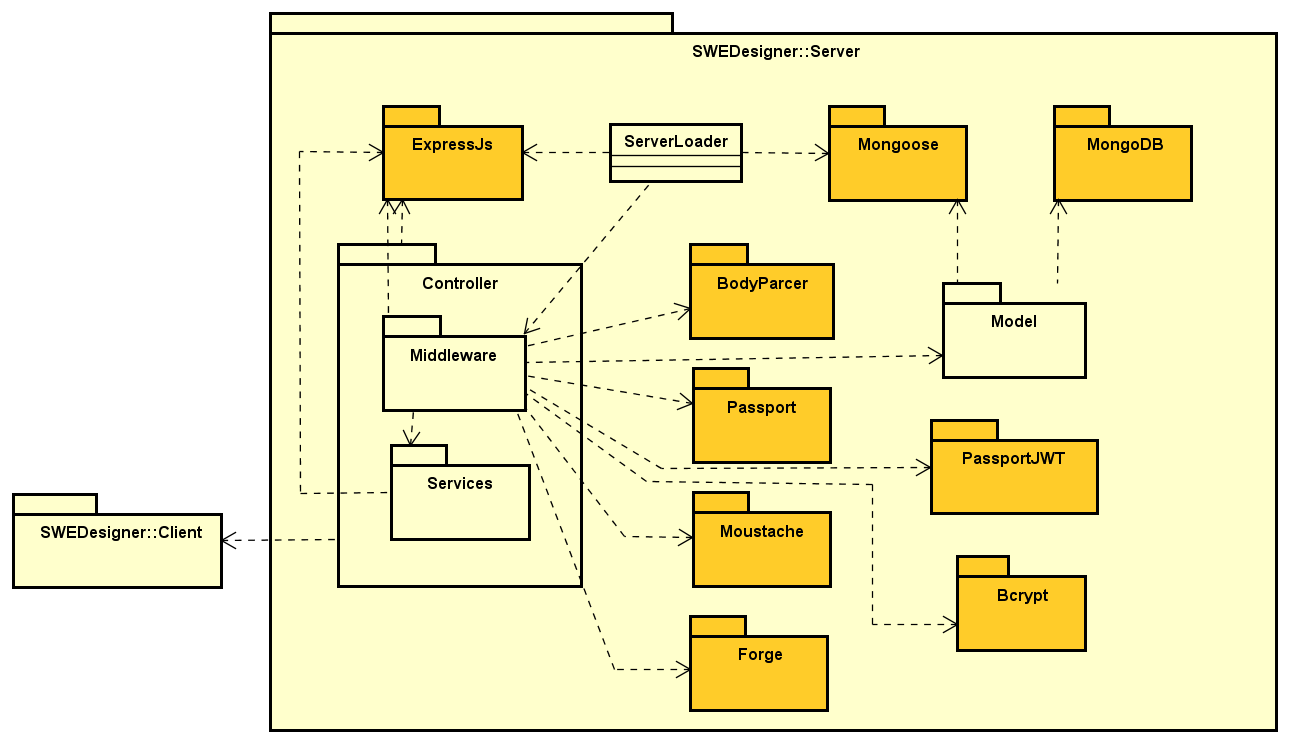 SWEDesigner::Server
ExpressJs
ServerLoader
Mongoose
MongoDB
Controller
BodyParcer
Model
Middleware
Passport
PassportJWT
Services
Moustache
SWEDesigner::Client
Bcrypt
Forge